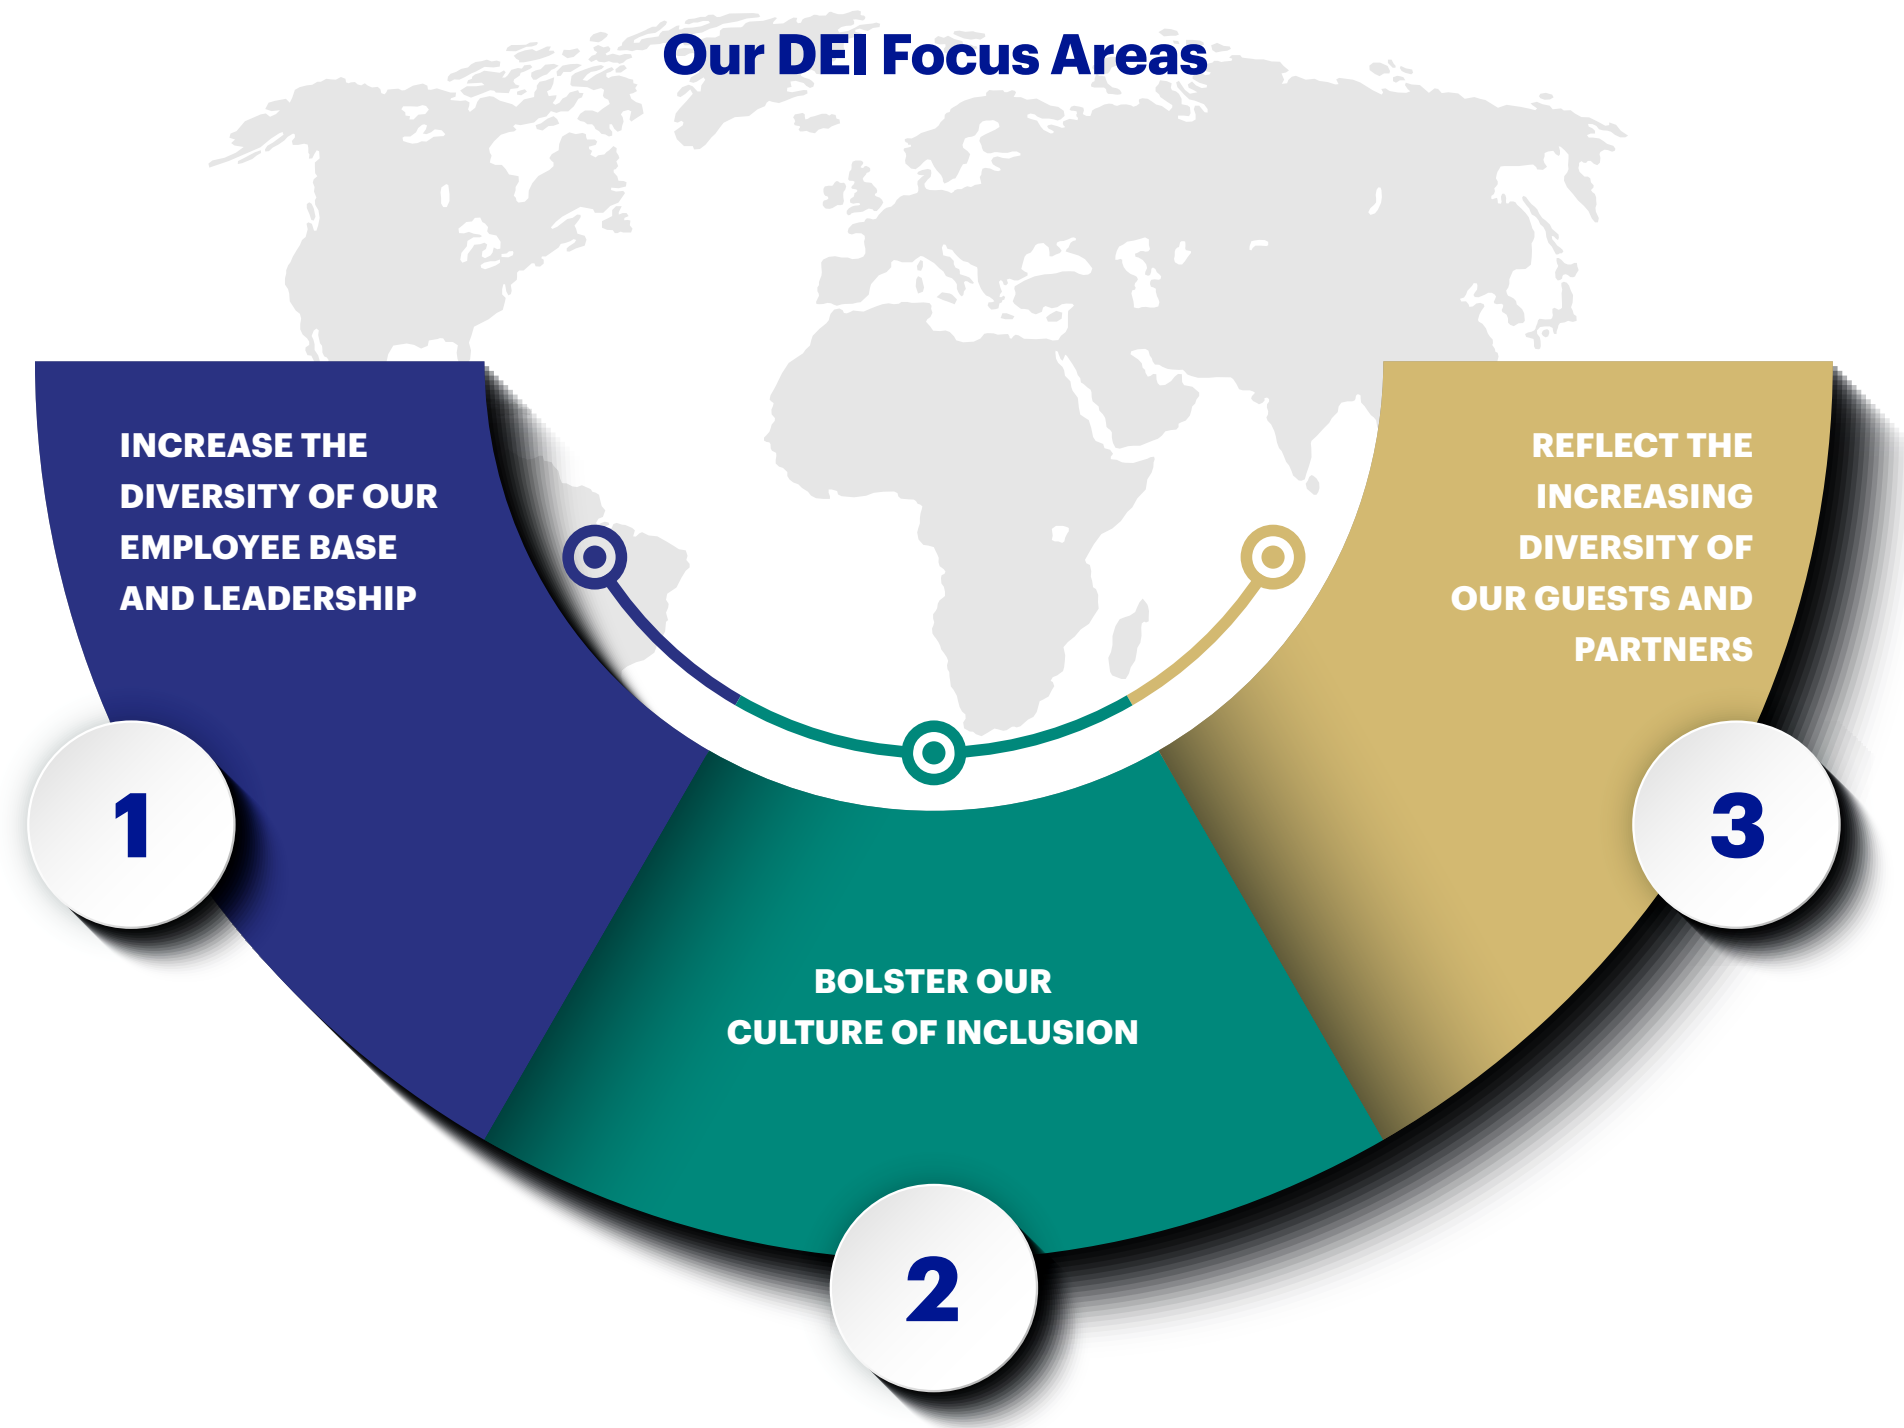 Our DEI Focus Areas
INCREASE THE
DIVERSITY OF OUR
EMPLOYEE BASE
AND LEADERSHIP
1
BOLSTER OUR
CULTURE OF INCLUSION
2
REFLECT THE
INCREASING
DIVERSITY OF
OUR GUESTS AND
PARTNERS
3